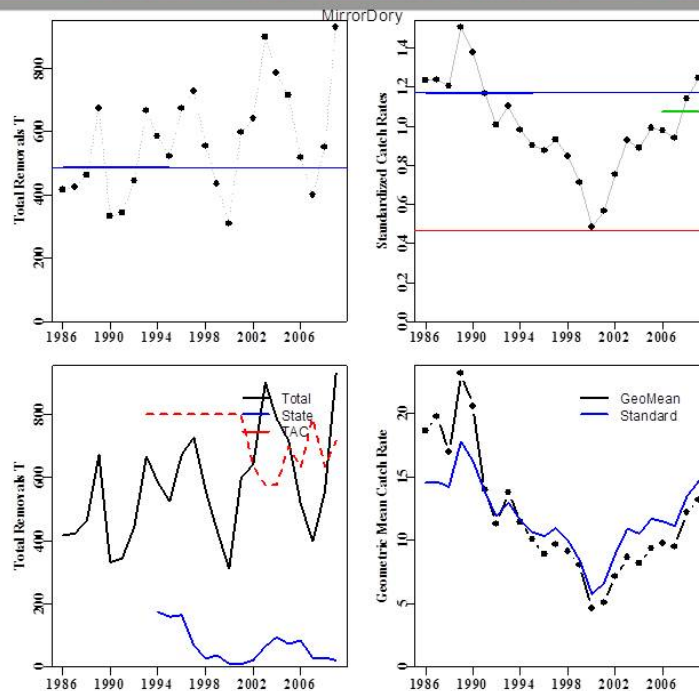 MirrorDory
Total Removals T
0 200 400 600 800
1986 1990 1994 1998 2002 2006
Standardized Catch Rates
0.0 0.2 0.4 0.6 0.8 1.0 1.2 1.4
1986 1990 1994 1998 2002 2006
Total Removals T
0 200 400 600 800
Total
State
TAC
1986 1990 1994 1998 2002 2006
Geometric Mean Catch Rate
0 5 10 15 20
GeoMean
Standard
1986 1990 1994 1998 2002 2006